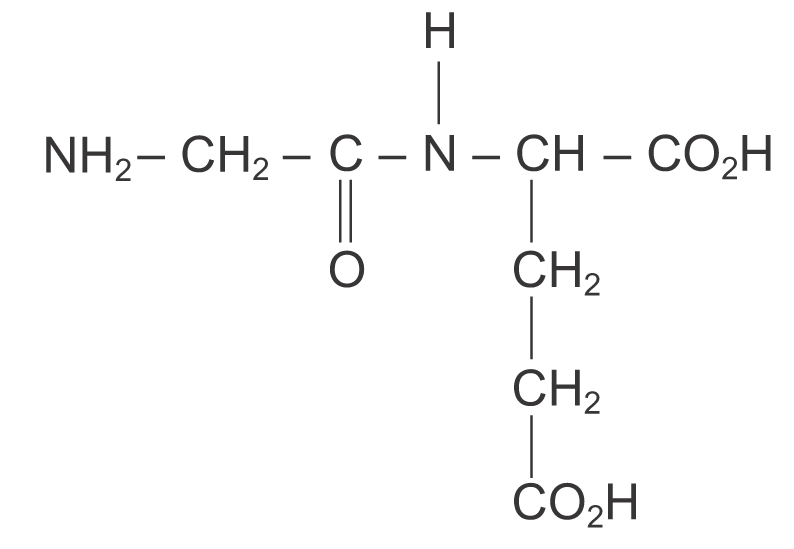 H
NH₂ – CH₂ – C – N – CH – CO₂H
O CH₂
CH₂
CO₂H